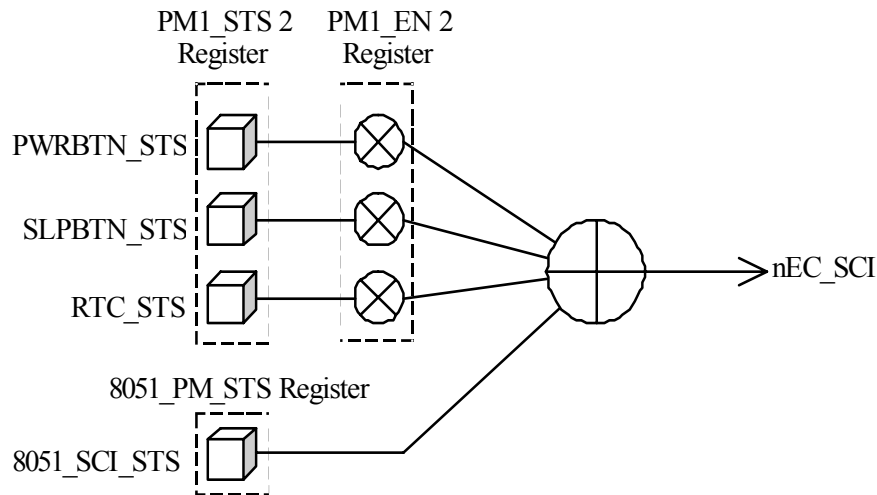 PM1_STS 2
Register
PM1_EN 2
Register
PWRBTN_STS
SLPBTN_STS
RTC_STS
nEC_SCI
8051_PM_STS Register
8051_SCI_STS